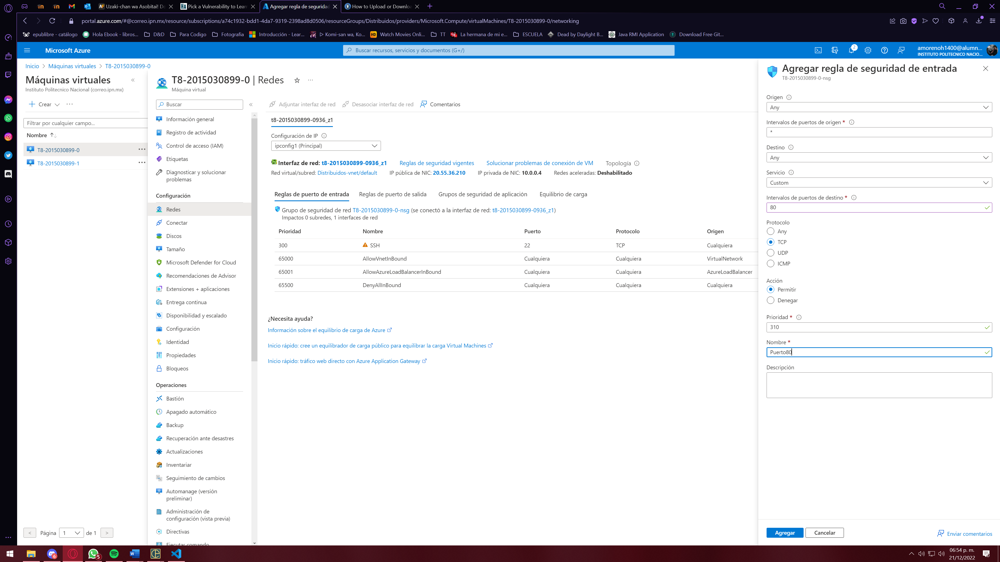 Uzaki-chan wa Asobitai! Do
Pick a Vulnerability to Lear
Agregar regla de seguridad
How to Upload or Downloa
portal.azure.com/#@correo.ipn.mx/resource/subscriptions/a74c1932-bdd1-4da7-9319-2398ad8d0506/resourceGroups/Distribuidos/providers/Microsoft.Compute/virtualMachines/T8-2015030899-0/networking
epublibre - catálogo
Hola Ebook - libros...
D&D
Para Codigo
Fotografia
Introducción - Lear...
ᐅ Komi-san wa, Ko...
Watch Movies Onli...
TT
La hermana de mi e...
ESCUELA
Dead by Daylight B...
Java RMI Application
Download Free Git...
Microsoft Azure
Buscar recursos, servicios y documentos (G+/)
2
amorenoh1400@alumn...
INSTITUTO POLITECNICO NACIO...
Inicio > Máquinas virtuales > T8-2015030899-0
Máquinas virtuales
Instituto Politecnico Nacional (correo.ipn.mx)
Crear
Filtrar por cualquier campo...
Nombre
T8-2015030899-0
T8-2015030899-1
< Página 1 de 1 >
T8-2015030899-0 | Redes
Máquina virtual
Buscar
Información general
Registro de actividad
Control de acceso (IAM)
Etiquetas
Diagnosticar y solucionar
problemas
Configuración
Redes
Conectar
Discos
Tamaño
Microsoft Defender for Cloud
Recomendaciones de Advisor
Extensiones + aplicaciones
Entrega continua
Disponibilidad y escalado
Configuración
Identidad
Propiedades
Bloqueos
Operaciones
Bastión
Apagado automático
Backup
Recuperación ante desastres
Actualizaciones
Inventariar
Seguimiento de cambios
Automanage (versión
preliminar)
Administración de
configuración (vista previa)
Directivas
Ejecutar comando
Adjuntar interfaz de red
Desasociar interfaz de red
Comentarios
t8-2015030899-0936_z1
Configuración de IP
ipconfig1 (Principal)
Interfaz de red: t8-2015030899-0936_z1
Reglas de seguridad vigentes
Solucionar problemas de conexión de VM
Topología
Red virtual/subred: Distribuidos-vnet/default
IP pública de NIC: 20.55.36.210
IP privada de NIC: 10.0.0.4
Redes aceleradas: Deshabilitado
Reglas de puerto de entrada
Reglas de puerto de salida
Grupos de seguridad de aplicación
Equilibrio de carga
Grupo de seguridad de red T8-2015030899-0-nsg (se conectó a la interfaz de red: t8-2015030899-0936_z1)
Impactos 0 subredes, 1 interfaces de red
Prioridad Nombre Puerto Protocolo Origen
300 SSH 22 TCP Cualquiera
65000 AllowVnetInBound Cualquiera Cualquiera VirtualNetwork
65001 AllowAzureLoadBalancerInBound Cualquiera Cualquiera AzureLoadBalancer
65500 DenyAllInBound Cualquiera Cualquiera Cualquiera
¿Necesita ayuda?
Información sobre el equilibrio de carga de Azure
Inicio rápido: cree un equilibrador de carga público para equilibrar la carga Virtual Machines
Inicio rápido: tráfico web directo con Azure Application Gateway
Agregar regla de seguridad de entrada
T8-2015030899-0-nsg
Origen
Any
Intervalos de puertos de origen *
*
Destino
Any
Servicio
Custom
Intervalos de puertos de destino *
80
Protocolo
Any
TCP
UDP
ICMP
Acción
Permitir
Denegar
Prioridad *
310
Nombre *
Puerto80
Descripción
Agregar
Cancelar
Enviar comentarios
6
5
06:54 p. m.
21/12/2022